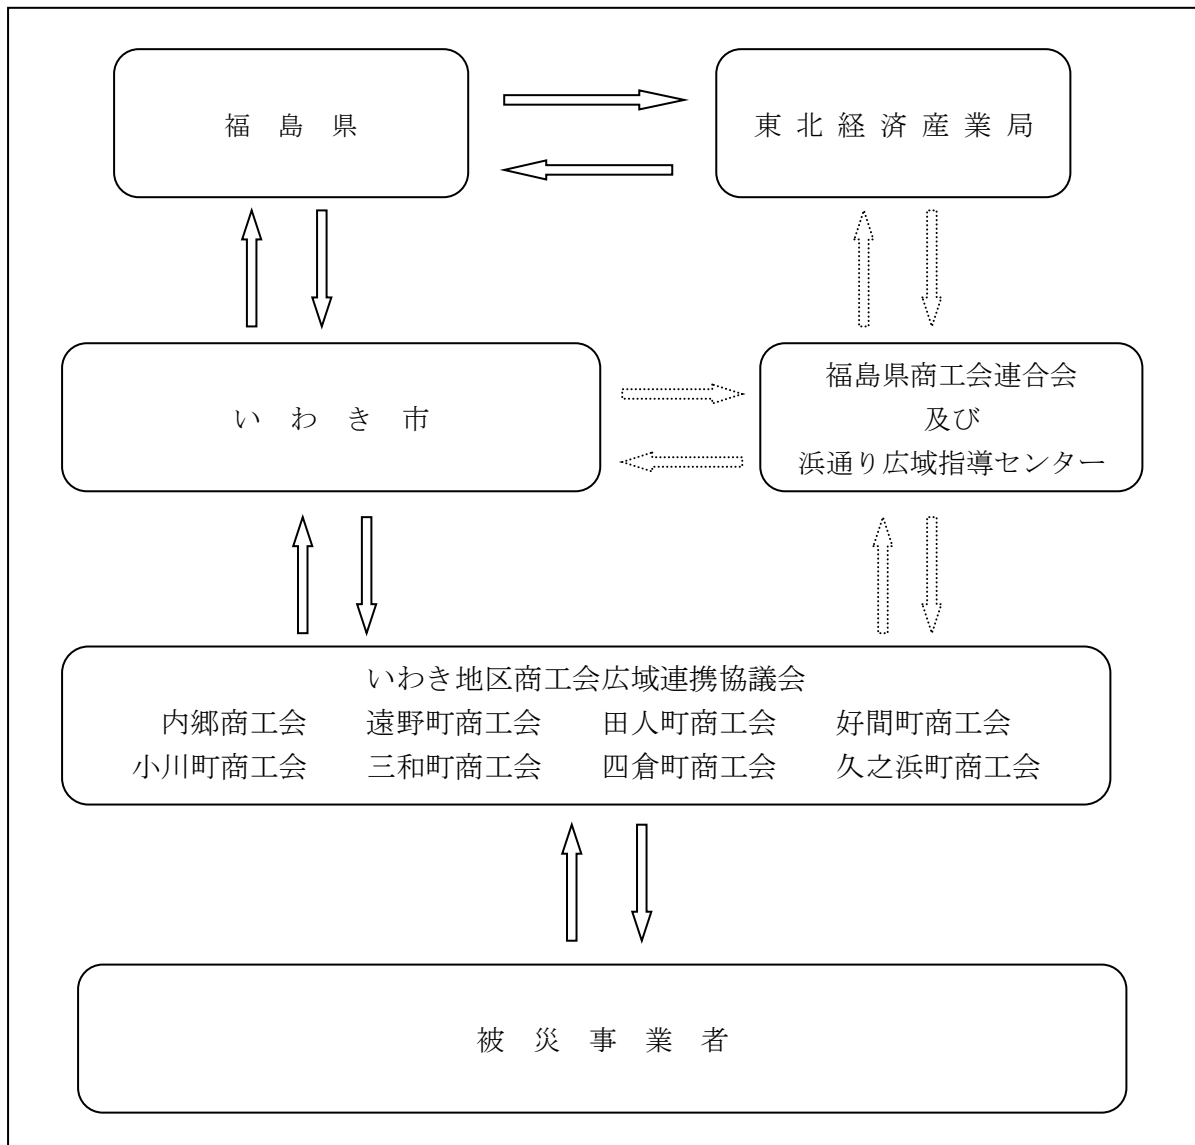 福　島　県
東 北 経 済 産 業 局
い　わ　き　市
福島県商工会連合会
及び
浜通り広域指導センター
いわき地区商工会広域連携協議会
内郷商工会　　遠野町商工会　　田人町商工会　　好間町商工会
小川町商工会　　三和町商工会　　四倉町商工会　　久之浜町商工会
被　災　事　業　者